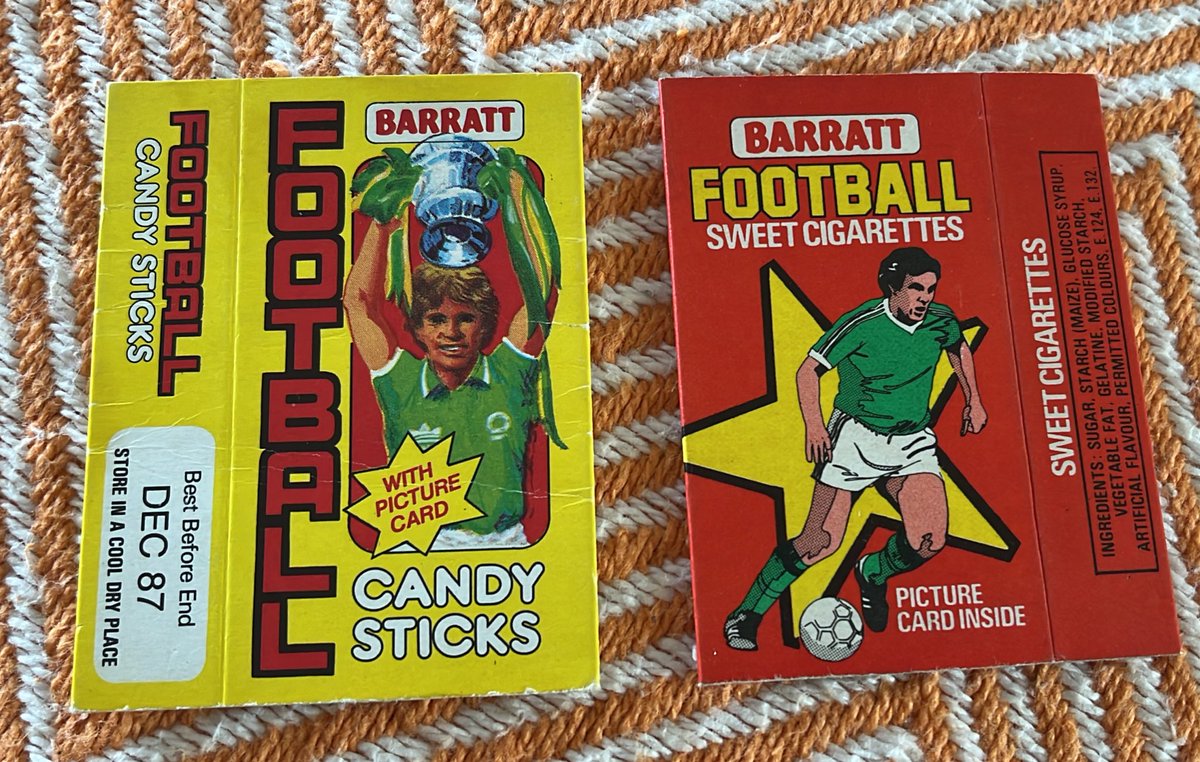 FOOTBALL
CANDY STICKS
Best Before End
DEC 87
STORE IN A COOL DRY PLACE
FOOTBALL
BARRATT
WITH
PICTURE
CARD
CANDY
STICKS
BARRATT
FOOTBALL
SWEET CIGARETTES
PICTURE
CARD INSIDE
SWEET CIGARETTES
INGREDIENTS: SUGAR, STARCH (MAIZE), GLUCOSE SYRUP,
VEGETABLE FAT, GELATINE, MODIFIED STARCH,
ARTIFICIAL FLAVOUR, PERMITTED COLOURS, E.124, E.132